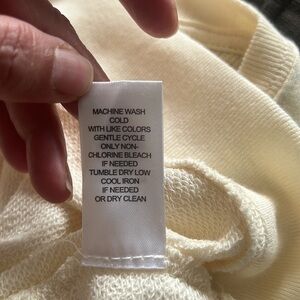 MACHINE WASH
COLD
WITH LIKE COLORS
GENTLE CYCLE
ONLY NON-
CHLORINE BLEACH
IF NEEDED
TUMBLE DRY LOW
COOL IRON
IF NEEDED
OR DRY CLEAN